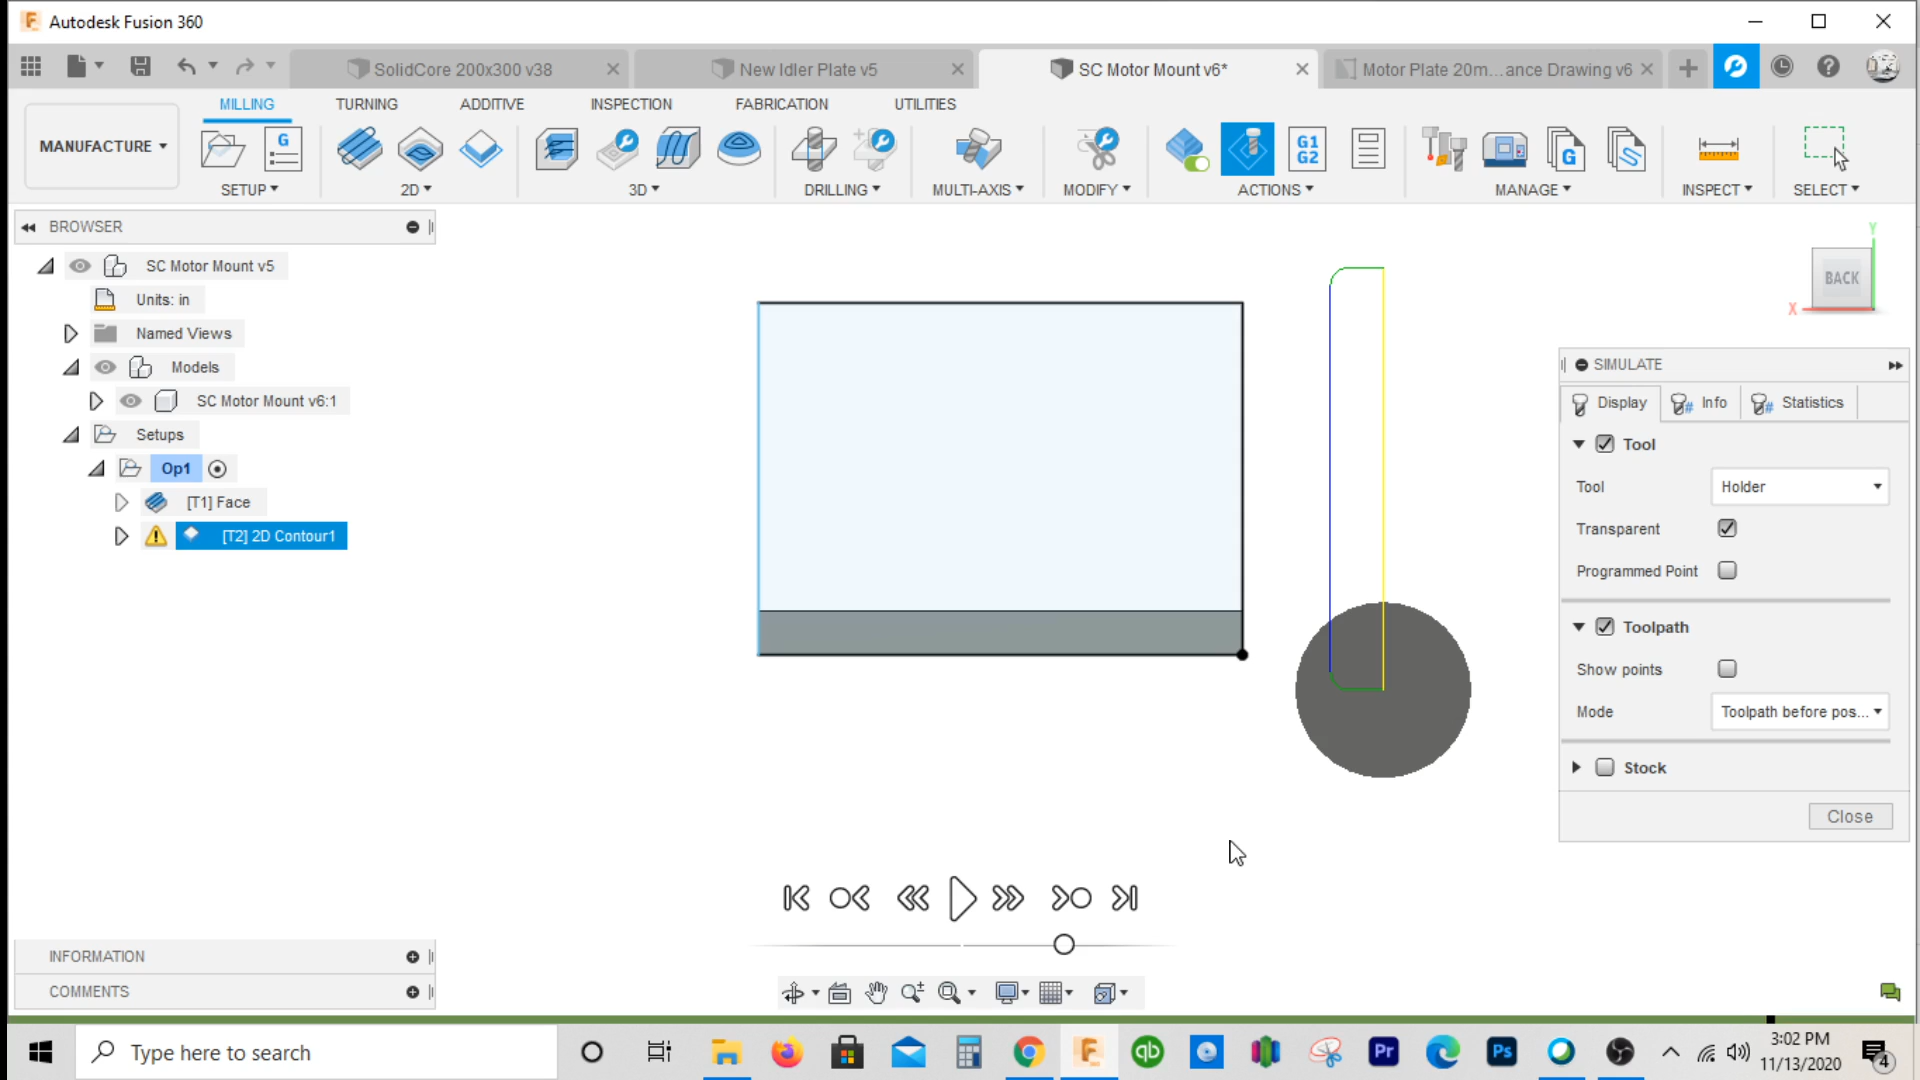 Autodesk Fusion 360
SolidCore 200x300 v38
New Idler Plate v5
SC Motor Mount v6*
Motor Plate 20m...ance Drawing v6
MILLING
TURNING
ADDITIVE
INSPECTION
FABRICATION
UTILITIES
MANUFACTURE
G
G1
G2
G
SETUP
2D
3D
DRILLING
MULTI-AXIS
MODIFY
ACTIONS
MANAGE
INSPECT
SELECT
BROWSER
SC Motor Mount v5
Units: in
Named Views
Models
SC Motor Mount v6:1
Setups
Op1
[T1] Face
[T2] 2D Contour1
Y
BACK
X
SIMULATE
Display
Info
Statistics
Tool
Tool
Holder
Transparent
Programmed Point
Toolpath
Show points
Mode
Toolpath before pos...
Stock
Close
INFORMATION
COMMENTS
Type here to search
qb
Pr
Ps
3:02 PM
11/13/2020
4